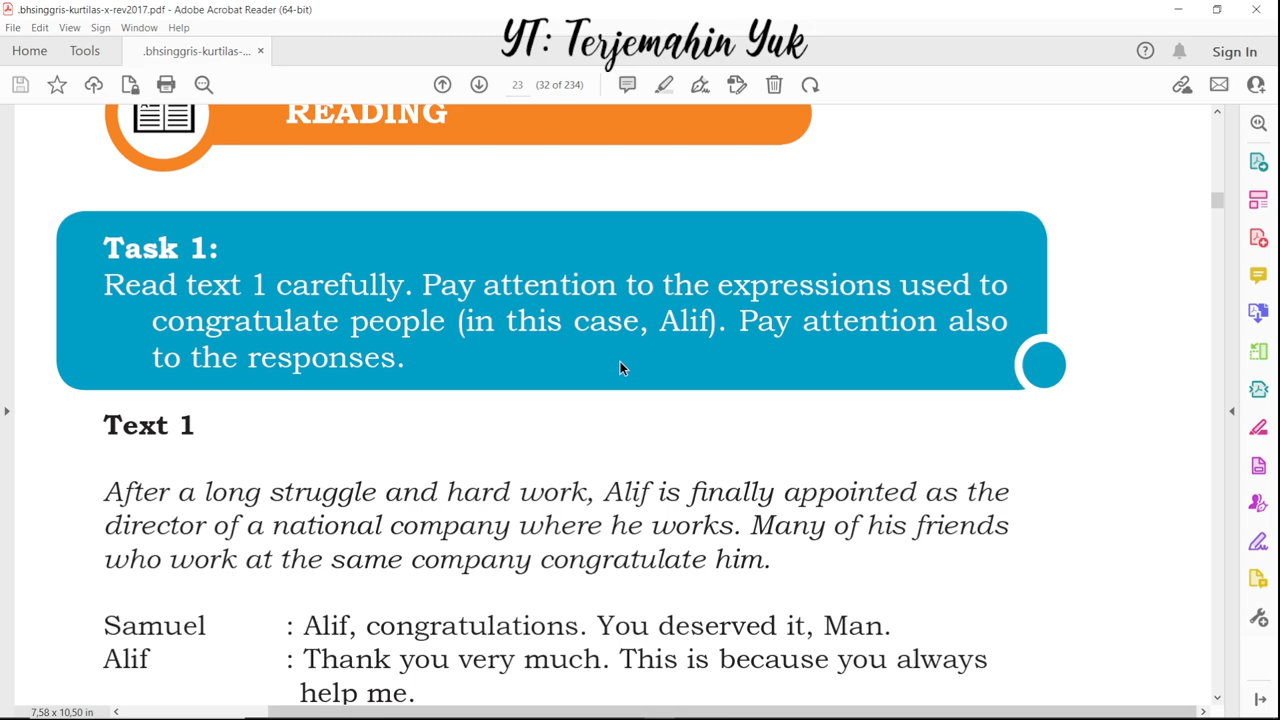 .bhsinggris-kurtilas-x-rev2017.pdf - Adobe Acrobat Reader (64-bit)
File Edit View Sign Window Help
YT: Terjemahin Yuk
Home Tools .bhsinggris-kurtilas-... × Sign In
23 (32 of 234)
READING
Task 1:
Read text 1 carefully. Pay attention to the expressions used to
congratulate people (in this case, Alif). Pay attention also
to the responses.
Text 1
After a long struggle and hard work, Alif is finally appointed as the
director of a national company where he works. Many of his friends
who work at the same company congratulate him.
Samuel : Alif, congratulations. You deserved it, Man.
Alif : Thank you very much. This is because you always
help me.
7,58 x 10,50 in